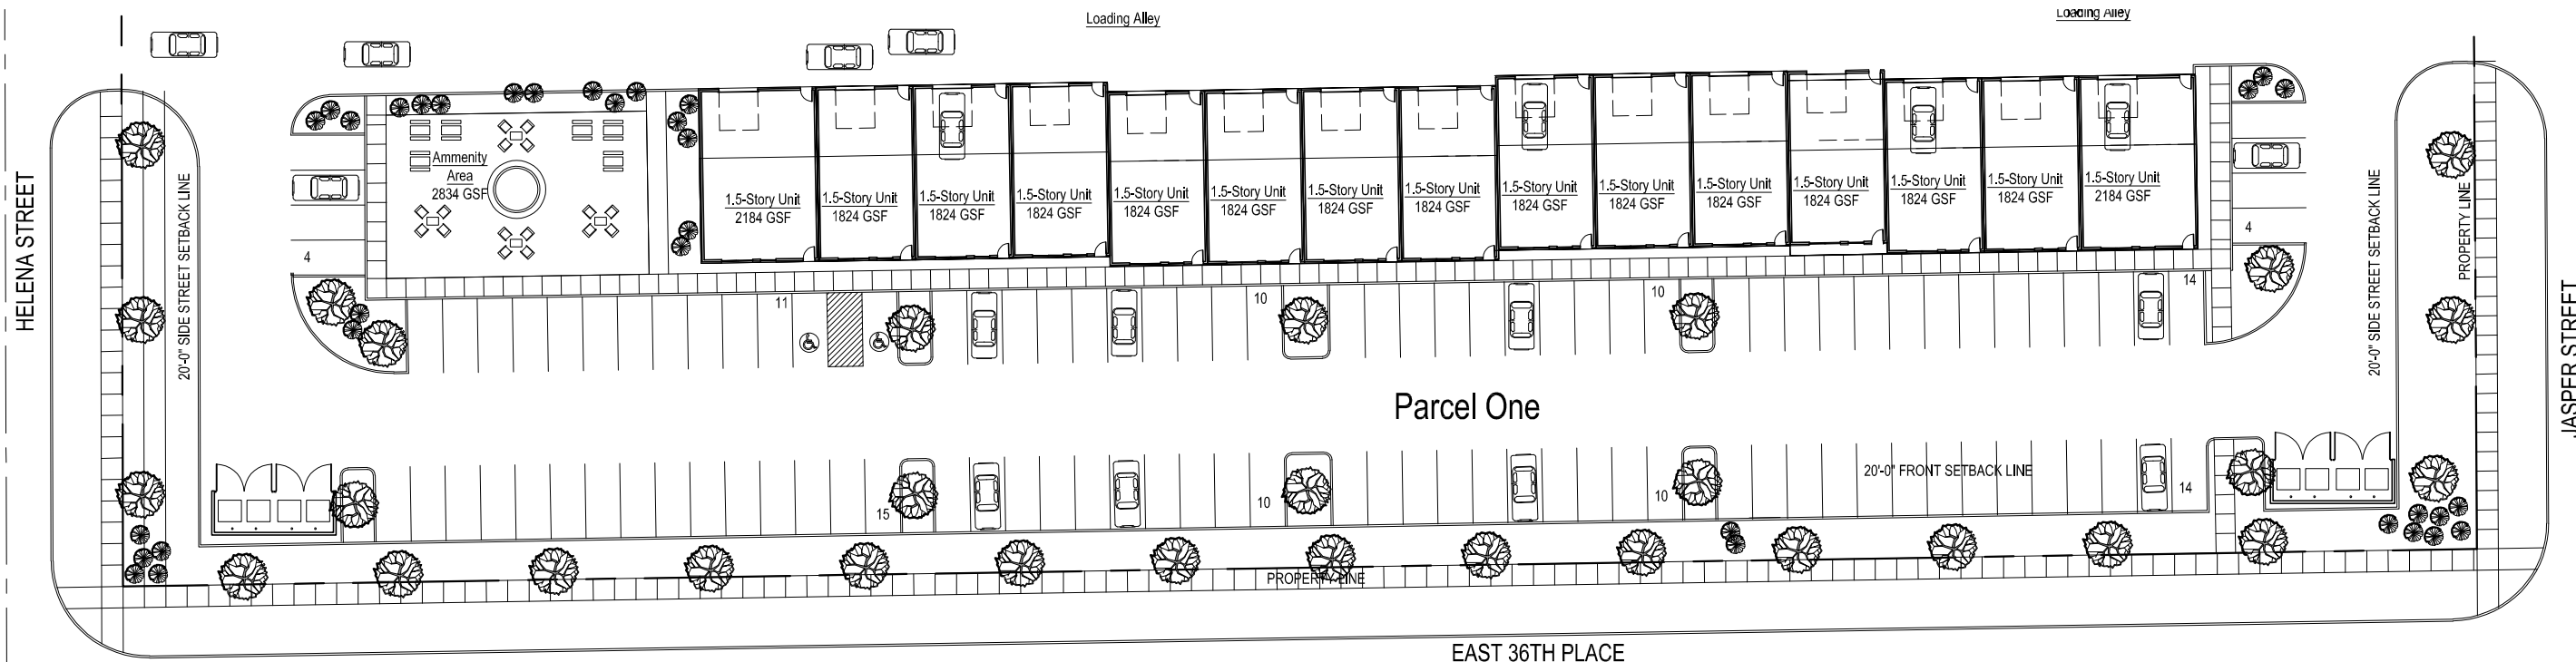 Loading Alley
Loading Alley
HELENA STREET
20'-0" SIDE STREET SETBACK LINE
Ammenity
Area
2834 GSF
1.5-Story Unit
2184 GSF
1.5-Story Unit
1824 GSF
1.5-Story Unit
1824 GSF
1.5-Story Unit
1824 GSF
1.5-Story Unit
1824 GSF
1.5-Story Unit
1824 GSF
1.5-Story Unit
1824 GSF
1.5-Story Unit
1824 GSF
1.5-Story Unit
1824 GSF
1.5-Story Unit
1824 GSF
1.5-Story Unit
1824 GSF
1.5-Story Unit
1824 GSF
1.5-Story Unit
1824 GSF
1.5-Story Unit
1824 GSF
1.5-Story Unit
2184 GSF
20'-0" SIDE STREET SETBACK LINE
PROPERTY LINE
JASPER STREET
4
4
11
10
10
14
Parcel One
20'-0" FRONT SETBACK LINE
15
10
10
14
PROPERTY LINE
EAST 36TH PLACE